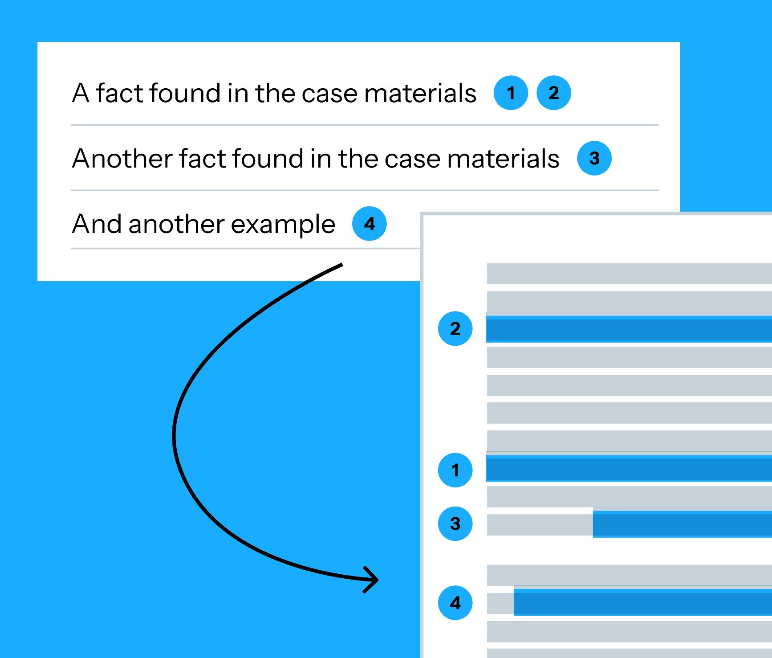 A fact found in the case materials 1 2
Another fact found in the case materials 3
And another example 4
2
1
3
4